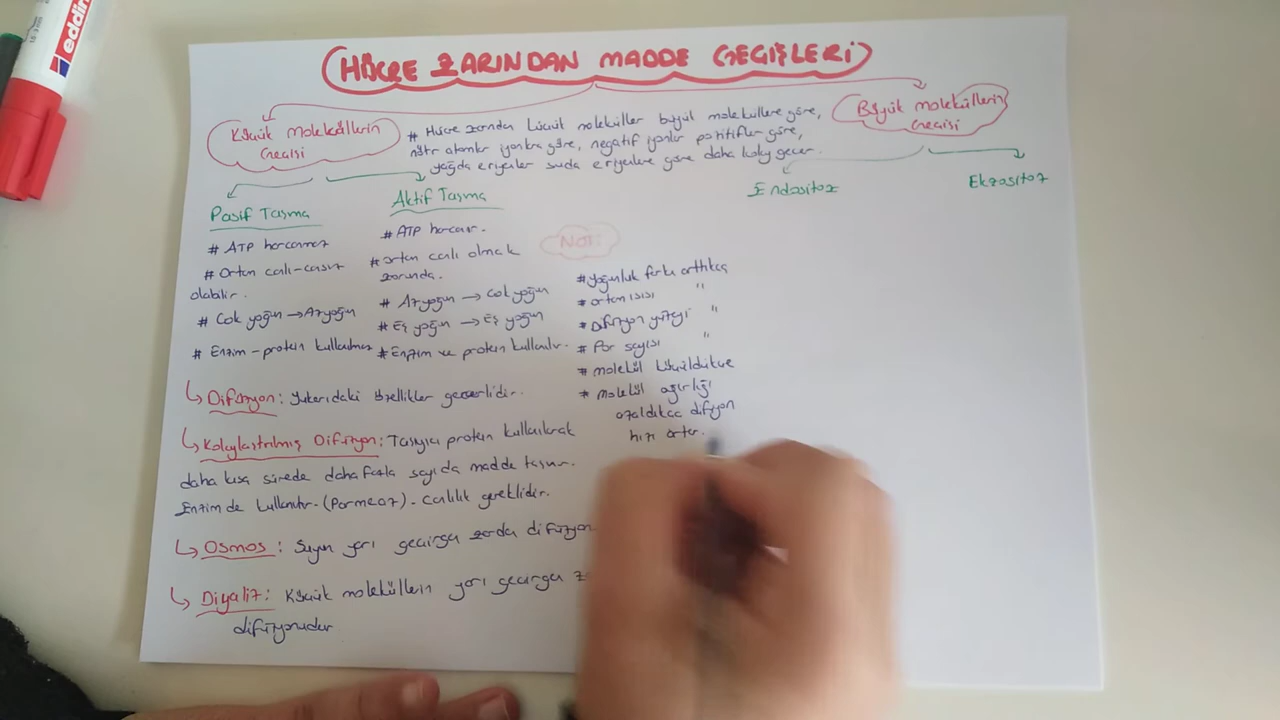 edding
HÜCRE ZARINDAN MADDE GEÇİŞLERİ
Küçük moleküllerin
Geçişi
# Hücre zarından küçük moleküller büyük moleküllere göre,
nötr atomlar iyonlara göre, negatif iyonlar pozitiflere göre,
yağda eriyenler suda eriyenlere göre daha kolay geçer.
Büyük moleküllerin
Geçişi
Pasif Taşıma
# ATP harcanmaz
# Ortam canlı-cansız
olabilir.
# Çok yoğun → Az yoğun
# Enzim - protein kullanılmaz
Aktif Taşıma
# ATP harcanır.
# Ortam canlı olmak
zorunda.
# Az yoğun → Çok yoğun
# Eş yoğun → Eş yoğun
# Enzim ve protein kullanılır.
Not:
# Yoğunluk farkı arttıkça
# Ortam ısısı "
# Difüzyon yüzeyi "
# Por sayısı "
# molekül küçüldükçe
# molekül ağırlığı
azaldıkça difüzyon
hızı artar.
Endositoz
Ekzositoz
↳ Difüzyon: Yukarıdaki özellikler geçerlidir.
↳ Kolaylaştırılmış Difüzyon: Taşıyıcı protein kullanılarak
daha kısa sürede daha fazla sayıda madde taşınır.
Enzim de kullanılır. (Permeaz). Canlılık gereklidir.
↳ Osmos: Suyun yarı geçirgen zarda difüzyon
↳ Diyaliz: Küçük moleküllerin yarı geçirgen
difüzyonudur